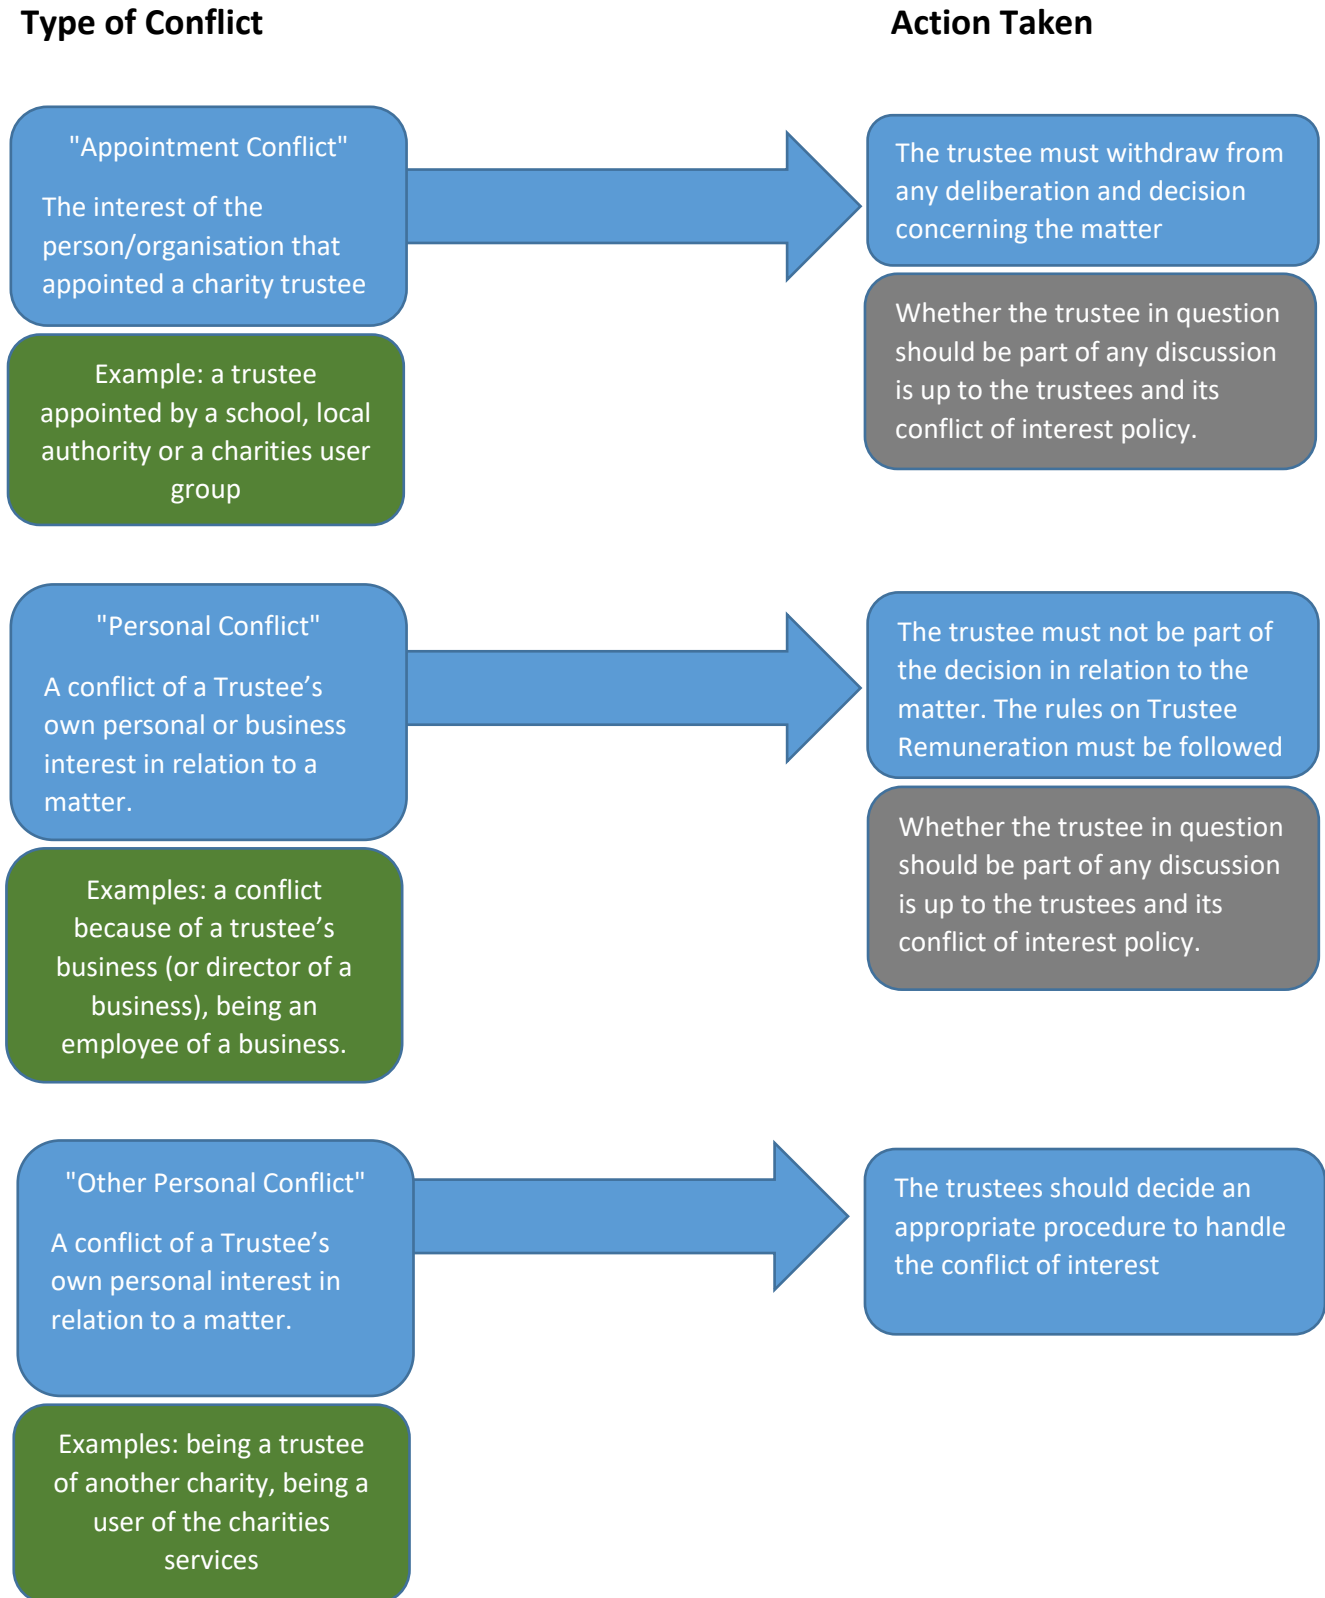 Type of Conflict
Action Taken
"Appointment Conflict"
The interest of the
person/organisation that
appointed a charity trustee
The trustee must withdraw from
any deliberation and decision
concerning the matter
Example: a trustee
appointed by a school, local
authority or a charities user
group
Whether the trustee in question
should be part of any discussion
is up to the trustees and its
conflict of interest policy.
"Personal Conflict"
A conflict of a Trustee’s
own personal or business
interest in relation to a
matter.
The trustee must not be part of
the decision in relation to the
matter. The rules on Trustee
Remuneration must be followed
Examples: a conflict
because of a trustee’s
business (or director of a
business), being an
employee of a business.
Whether the trustee in question
should be part of any discussion
is up to the trustees and its
conflict of interest policy.
"Other Personal Conflict"
A conflict of a Trustee’s
own personal interest in
relation to a matter.
The trustees should decide an
appropriate procedure to handle
the conflict of interest
Examples: being a trustee
of another charity, being a
user of the charities
services